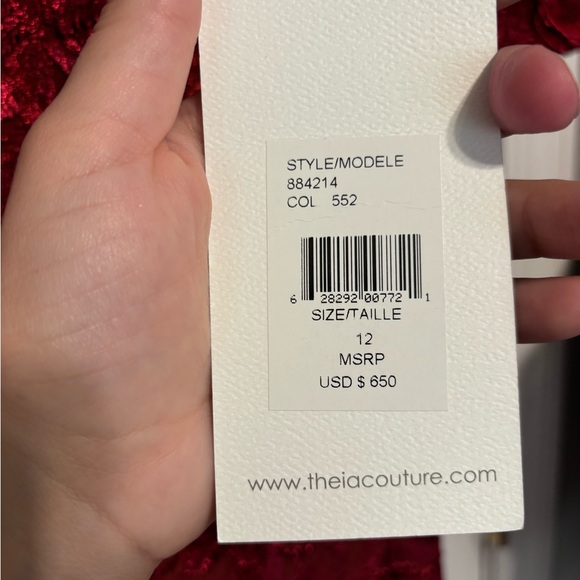 STYLE/MODELE
884214
COL 552
6 28292 00772 1
SIZE/TAILLE
12
MSRP
USD $ 650
www.theiacouture.com